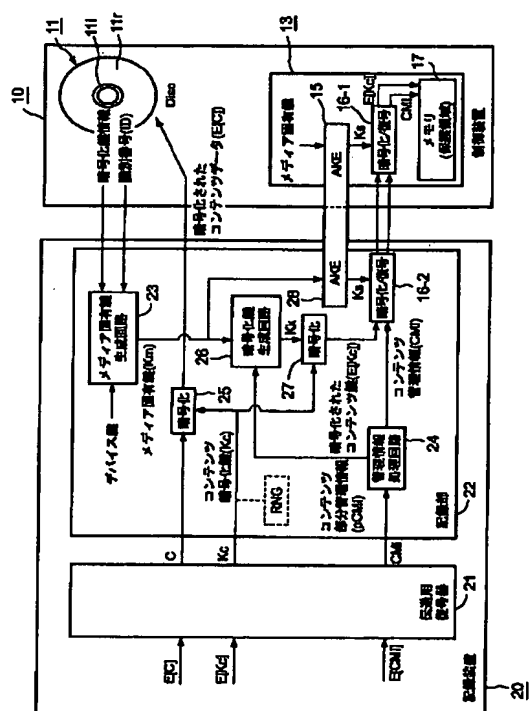 10
11
11i
11r
暗号化鍵情報
識別番号(ID)
Disc
暗号化された
コンテンツデータ(E[C])
13
メディア固有鍵
15
AKE
Ks
16-1
暗号化/復号
E[Kc]
CMI
17
メモリ
(保護領域)
制御装置
23
メディア固有鍵
生成回路
デバイス鍵
メディア固有鍵(Km)
28
AKE
Ks
暗号化/復号
16-2
26
暗号化鍵
生成回路
Kt
27
暗号化
25
暗号化
コンテンツ
暗号化鍵(Kc)
RNG
暗号化された
コンテンツ鍵(E[Kc])
コンテンツ
部分管理情報
(pCMI)
コンテンツ
管理情報(CMI)
管理情報
処理回路
24
記録部
22
C
Kc
CMI
伝送用
復号器
21
E[C]
E[Kc]
E[CMI]
記録装置
20